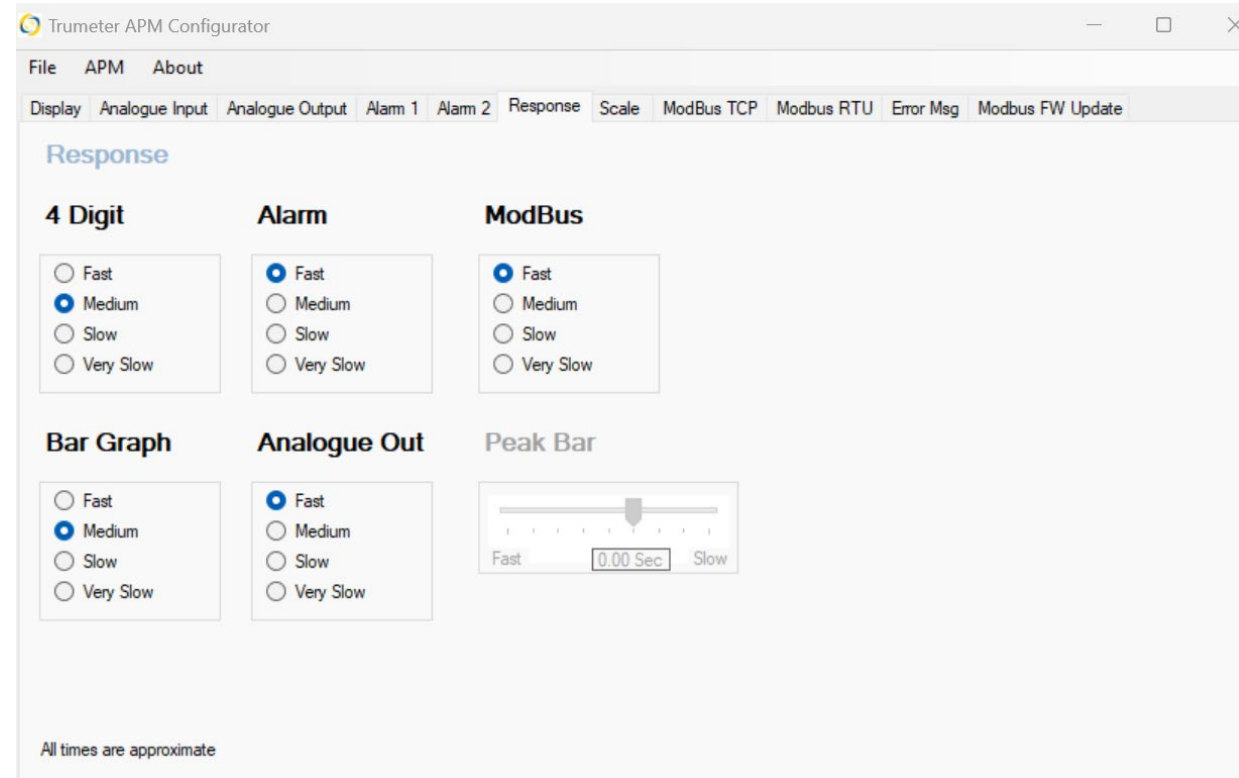 Trumeter APM Configurator
File APM About
Display Analogue Input Analogue Output Alarm 1 Alarm 2 Response Scale ModBus TCP Modbus RTU Error Msg Modbus FW Update
Response
4 Digit Alarm ModBus
Fast Fast Fast
Medium Medium Medium
Slow Slow Slow
Very Slow Very Slow Very Slow
Bar Graph Analogue Out Peak Bar
Fast Fast
Medium Medium
Slow Slow Fast 0.00 Sec Slow
Very Slow Very Slow
All times are approximate